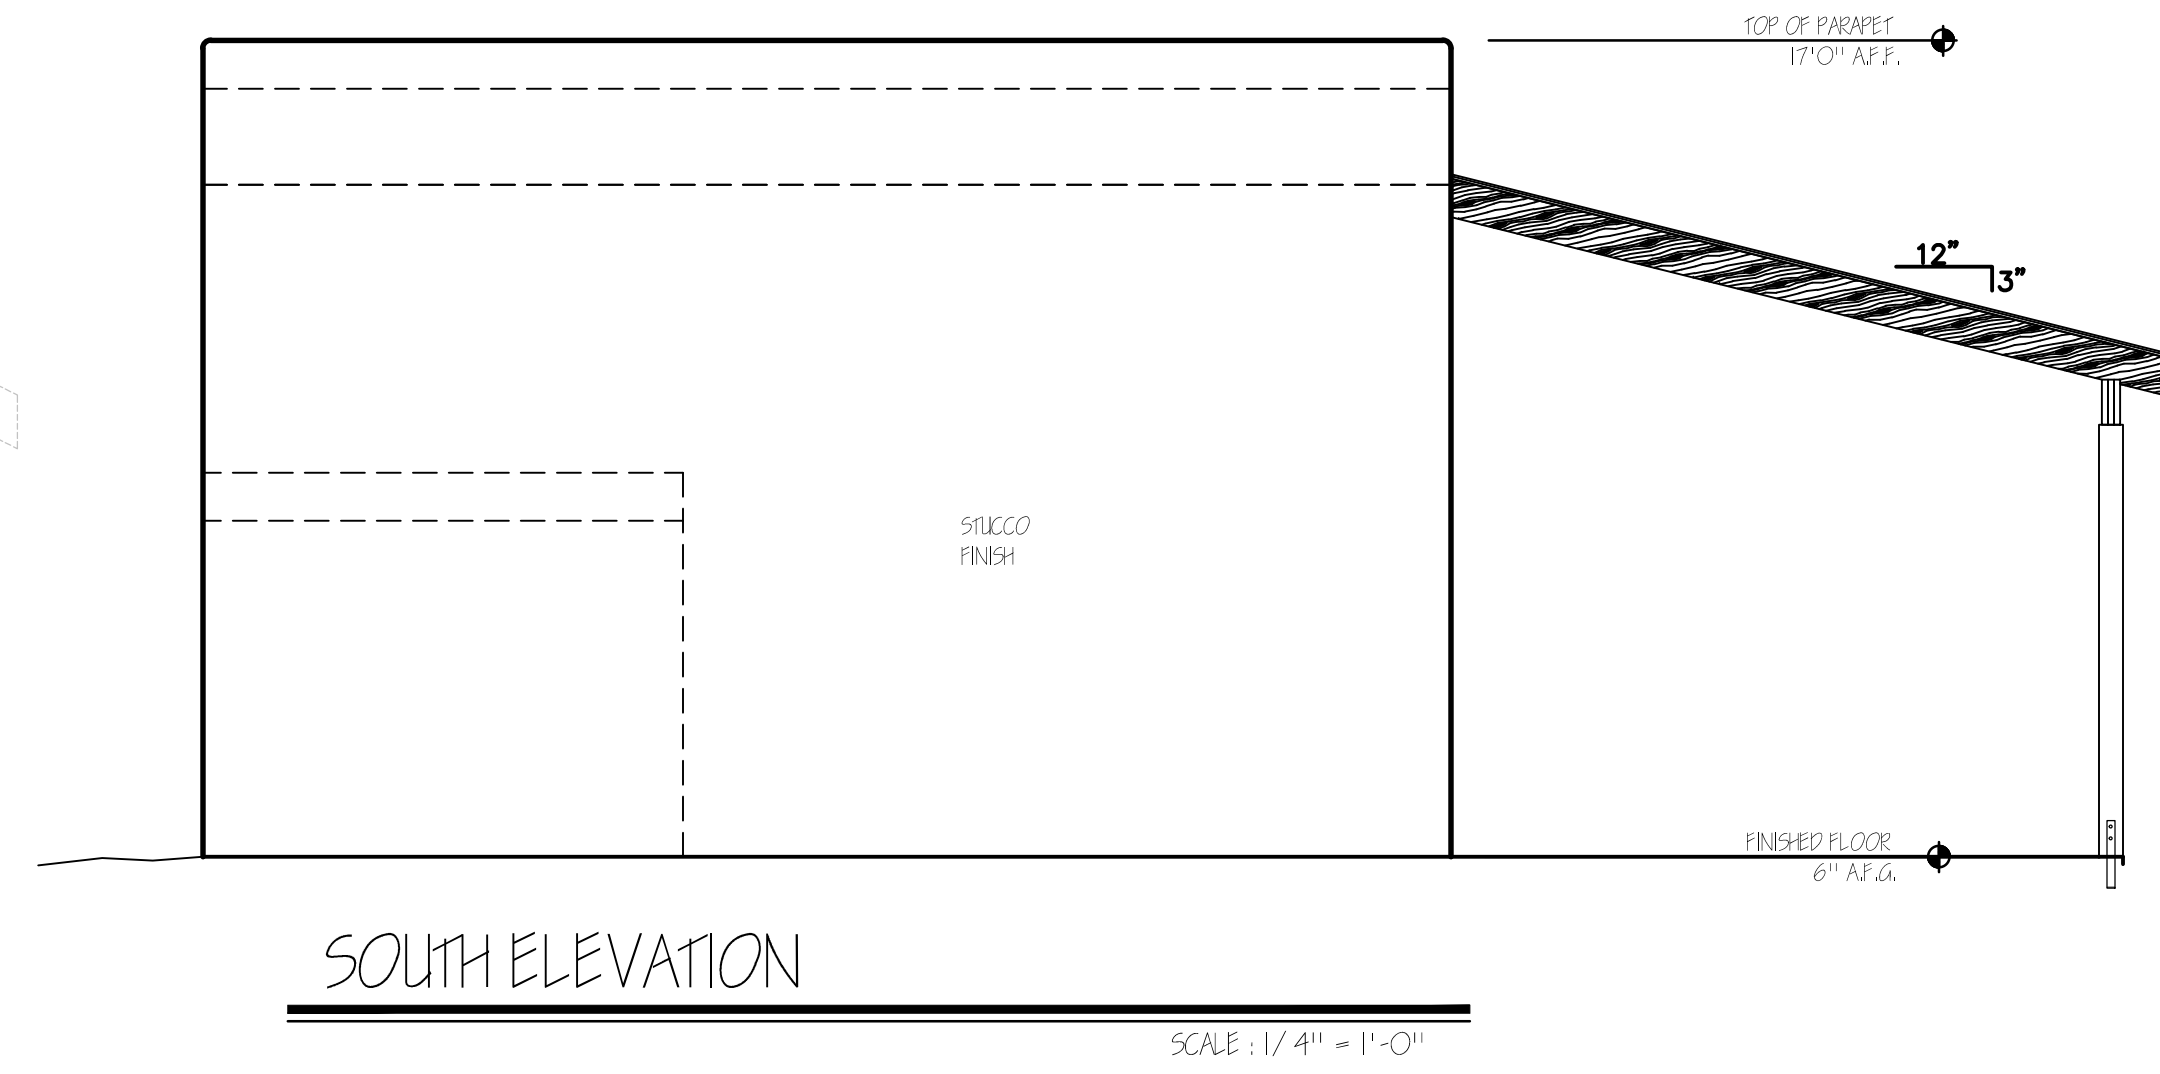 TOP OF PARAPET
17'0" A.F.F.
12"
3"
STUCCO
FINISH
FINISHED FLOOR
6" A.F.G.
SOUTH ELEVATION
SCALE : 1/4" = 1'-0"